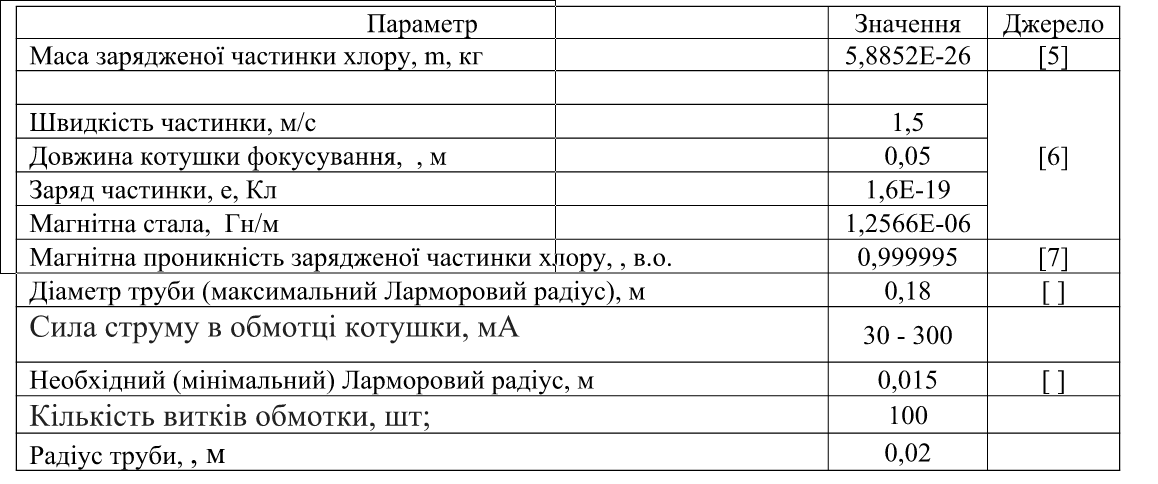 Параметр Значення Джерело
Маса зарядженої частинки хлору, m, кг 5,8852E-26 [5]
Швидкість частинки, м/с 1,5
Довжина котушки фокусування, , м 0,05 [6]
Заряд частинки, е, Кл 1,6E-19
Магнітна стала, Гн/м 1,2566E-06
Магнітна проникність зарядженої частинки хлору, , в.о. 0,999995 [7]
Діаметр труби (максимальний Ларморовий радіус), м 0,18 [ ]
Сила струму в обмотці котушки, мА 30 - 300
Необхідний (мінімальний) Ларморовий радіус, м 0,015 [ ]
Кількість витків обмотки, шт; 100
Радіус труби, , м 0,02